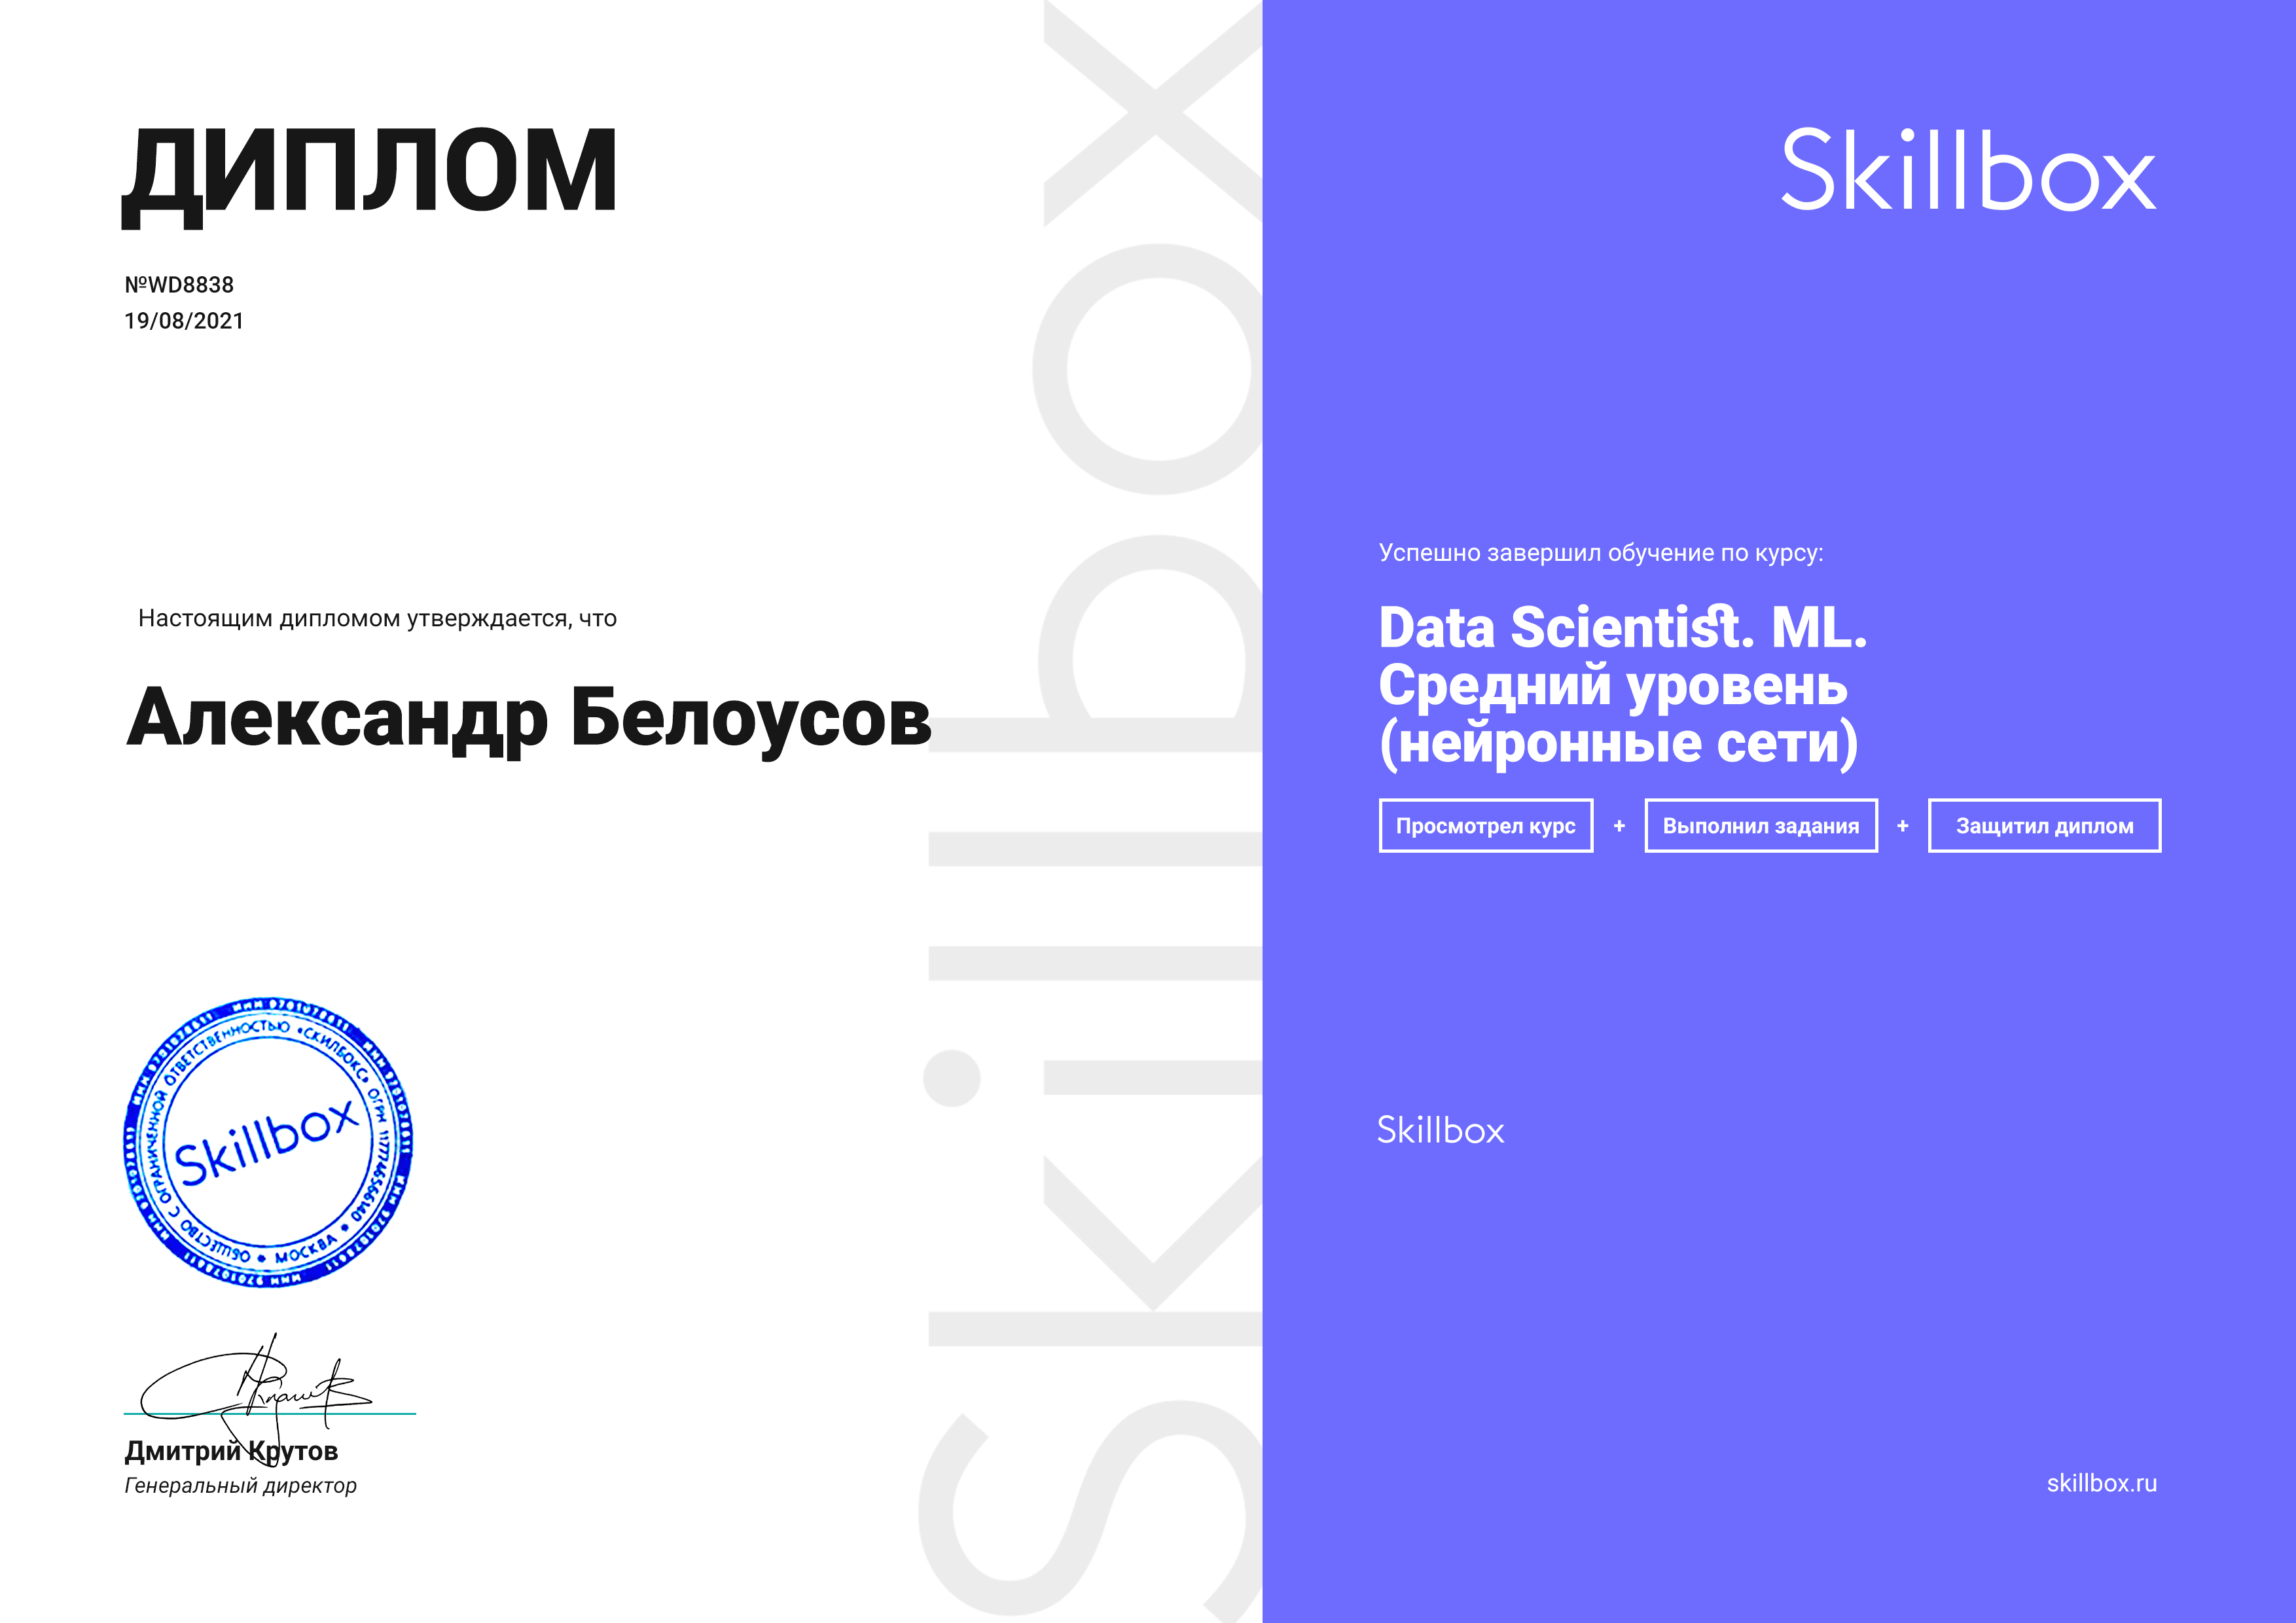 ДИПЛОМ
№WD8838
19/08/2021
Настоящим дипломом утверждается, что
Александр Белоусов
ОБЩЕСТВО С ОГРАНИЧЕННОЙ ОТВЕТСТВЕННОСТЬЮ «СКИЛБОКС» ОГРН 1177746566140
МОСКВА
Skillbox
Дмитрий Крутов
Генеральный директор
Skillbox
Skillbox
Успешно завершил обучение по курсу:
Data Scientist. ML.
Средний уровень
(нейронные сети)
Просмотрел курс + Выполнил задания + Защитил диплом
Skillbox
skillbox.ru